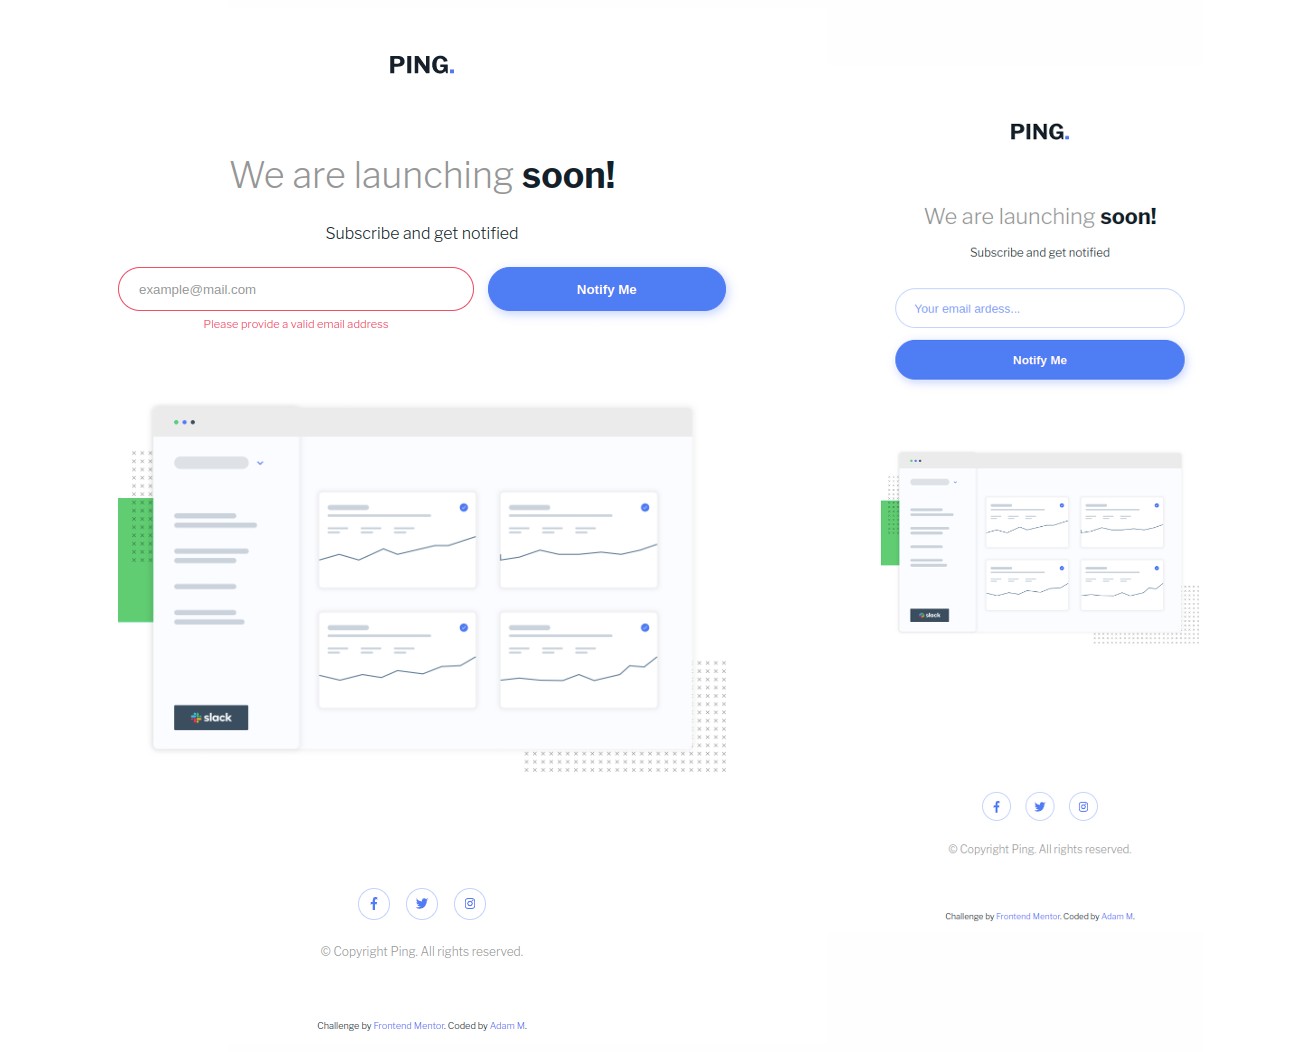 PING.
We are launching soon!
Subscribe and get notified
example@mail.com
Notify Me
Please provide a valid email address
slack
© Copyright Ping. All rights reserved.
Challenge by Frontend Mentor. Coded by Adam M.
PING.
We are launching soon!
Subscribe and get notified
Your email ardess...
Notify Me
slack
© Copyright Ping. All rights reserved.
Challenge by Frontend Mentor. Coded by Adam M.